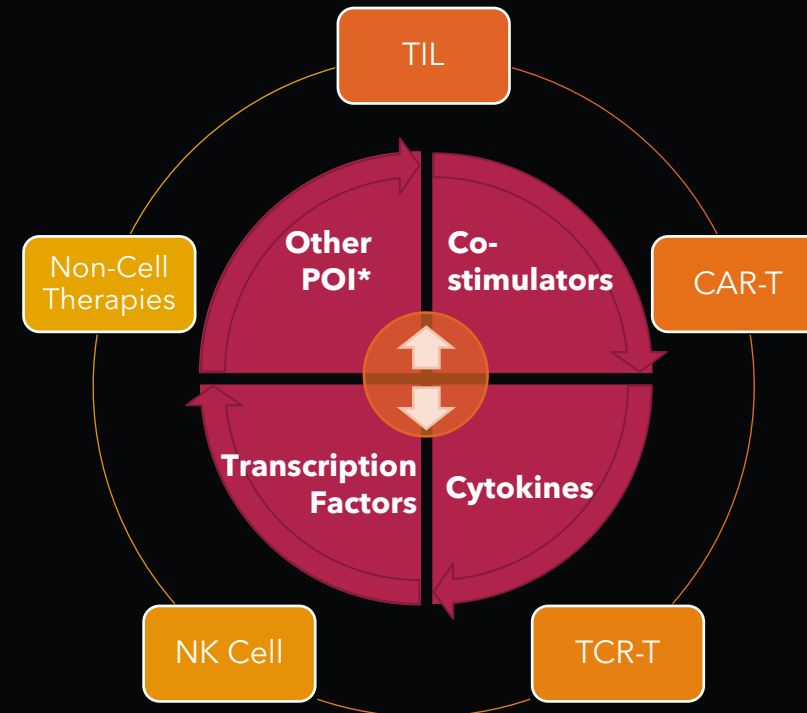 TIL
Other
POI*
Co-
stimulators
Non-Cell
Therapies
CAR-T
Transcription
Factors
Cytokines
NK Cell
TCR-T